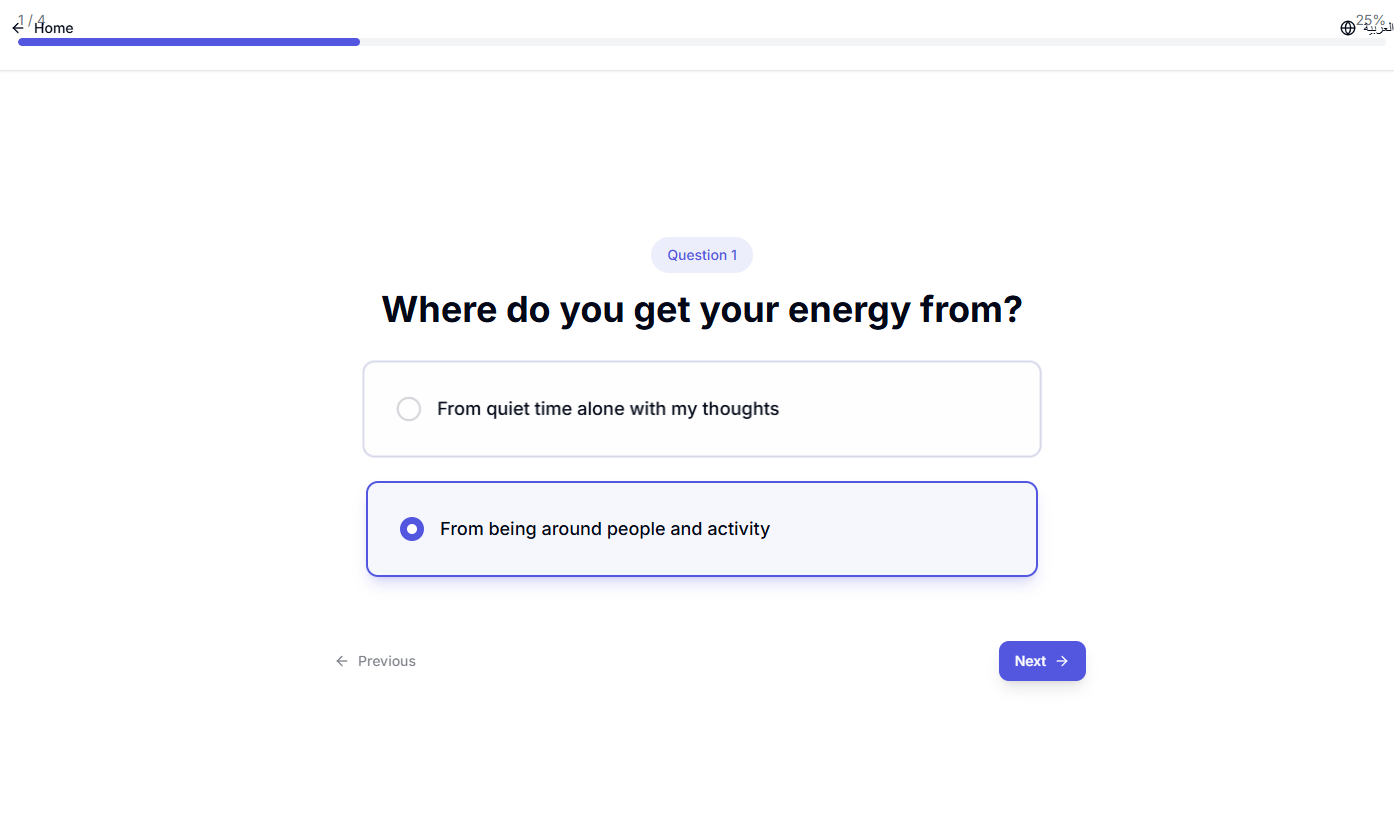 1 / 4
Home
25%
العربية
Question 1
Where do you get your energy from?
From quiet time alone with my thoughts
From being around people and activity
Previous
Next